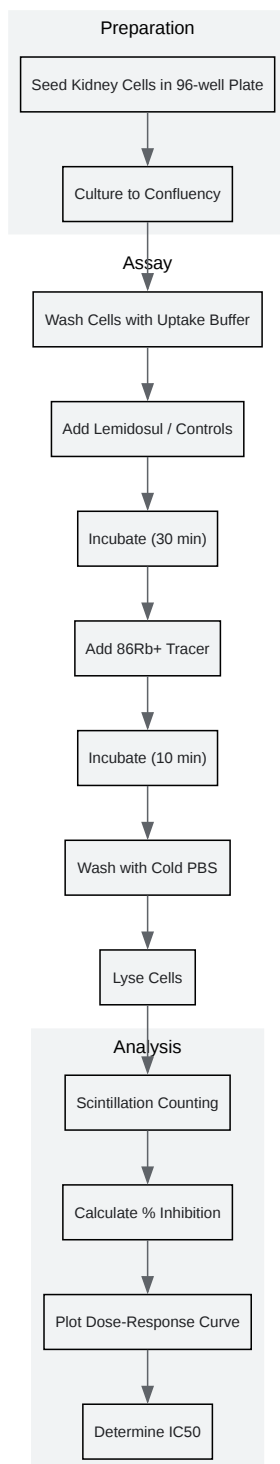 Preparation
Seed Kidney Cells in 96-well Plate
Culture to Confluency
Assay
Wash Cells with Uptake Buffer
Add Lemidosul / Controls
Incubate (30 min)
Add 86Rb+ Tracer
Incubate (10 min)
Wash with Cold PBS
Lyse Cells
Analysis
Scintillation Counting
Calculate % Inhibition
Plot Dose-Response Curve
Determine IC50